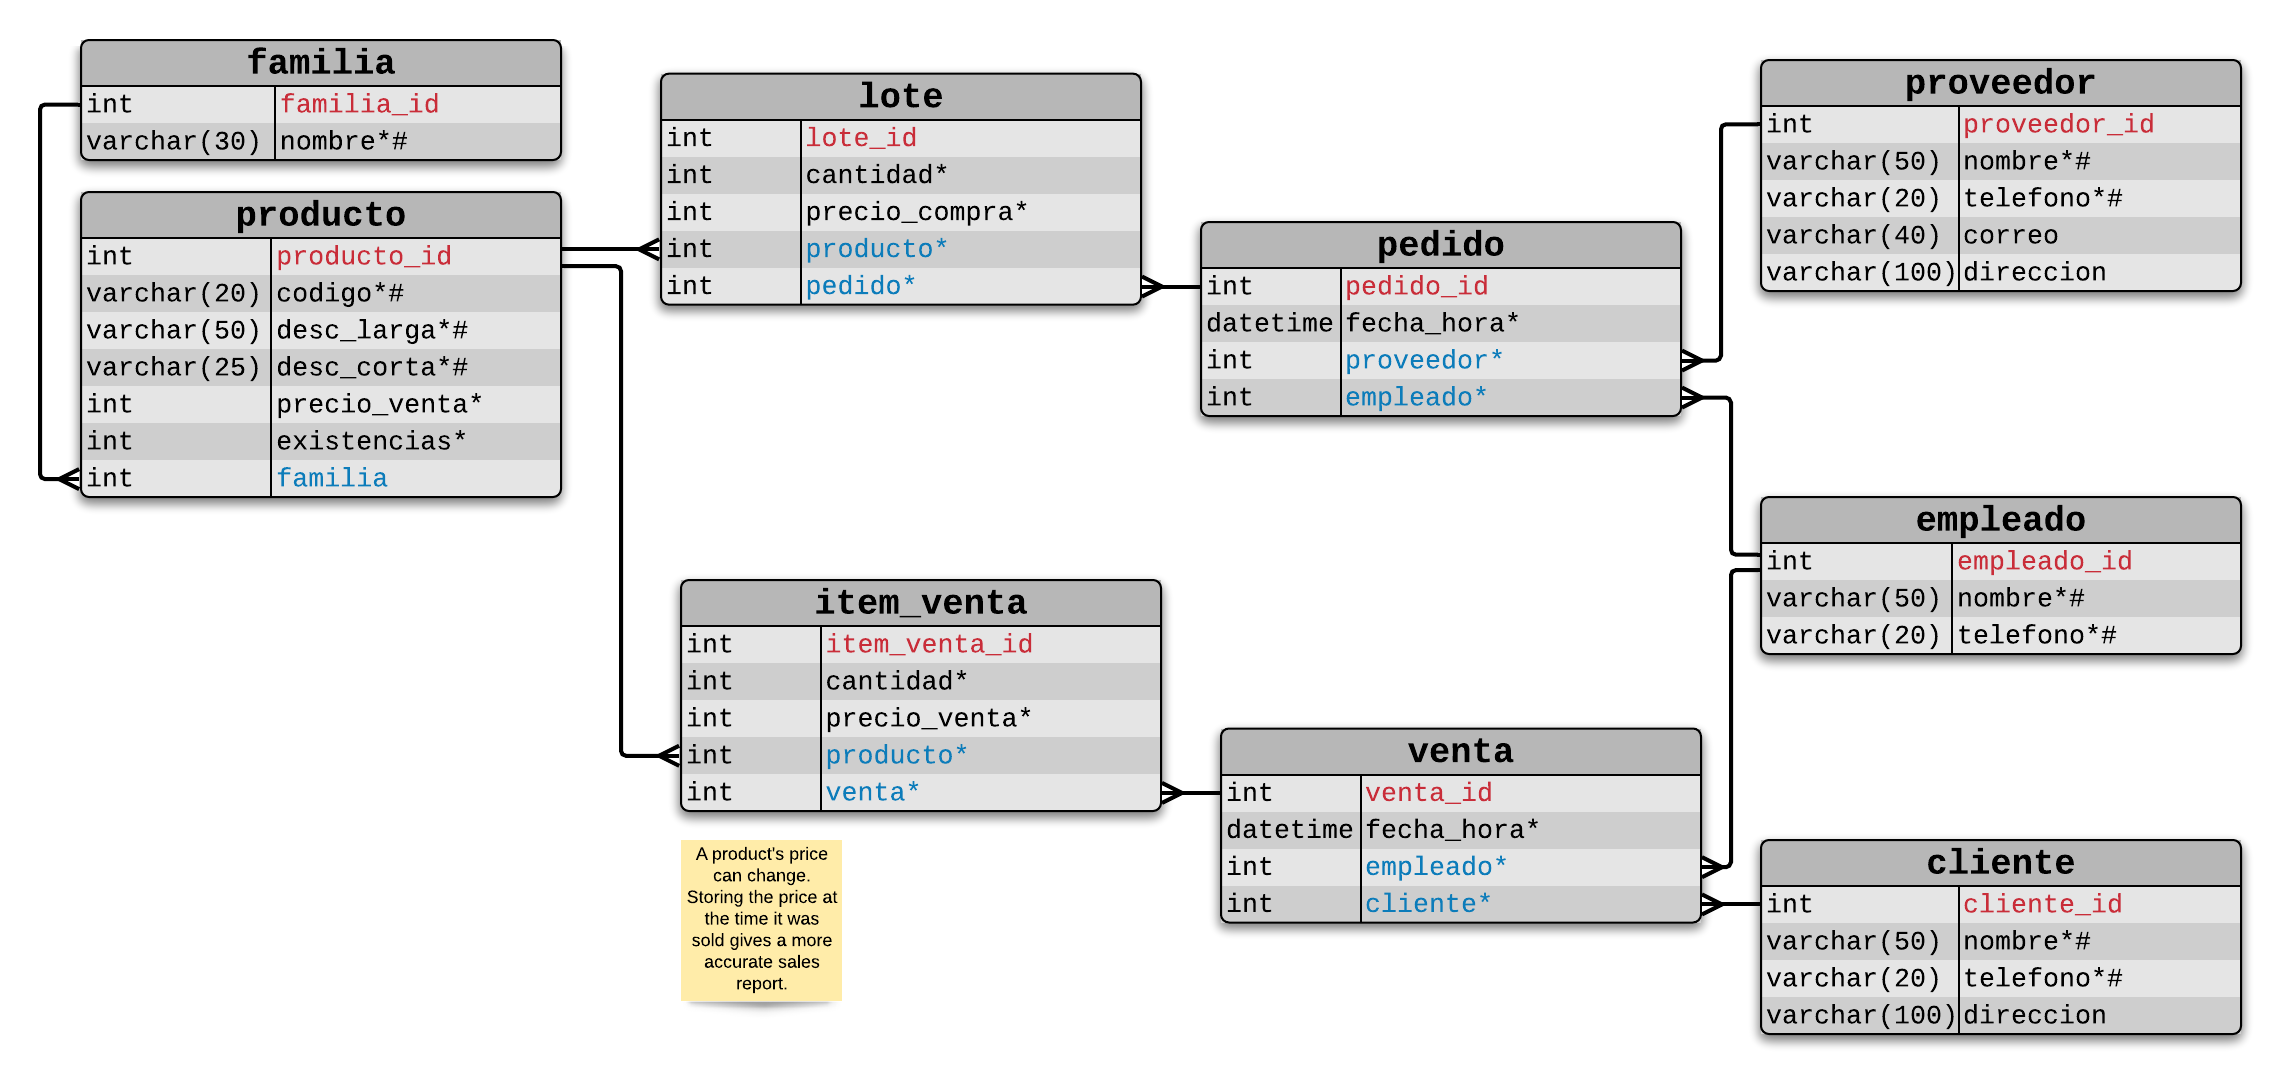 familia
int familia_id
varchar(30) nombre*#
producto
int producto_id
varchar(20) codigo*#
varchar(50) desc_larga*#
varchar(25) desc_corta*#
int precio_venta*
int existencias*
int familia
lote
int lote_id
int cantidad*
int precio_compra*
int producto*
int pedido*
pedido
int pedido_id
datetime fecha_hora*
int proveedor*
int empleado*
proveedor
int proveedor_id
varchar(50) nombre*#
varchar(20) telefono*#
varchar(40) correo
varchar(100) direccion
empleado
int empleado_id
varchar(50) nombre*#
varchar(20) telefono*#
item_venta
int item_venta_id
int cantidad*
int precio_venta*
int producto*
int venta*
A product's price
can change.
Storing the price at
the time it was
sold gives a more
accurate sales
report.
venta
int venta_id
datetime fecha_hora*
int empleado*
int cliente*
cliente
int cliente_id
varchar(50) nombre*#
varchar(20) telefono*#
varchar(100) direccion